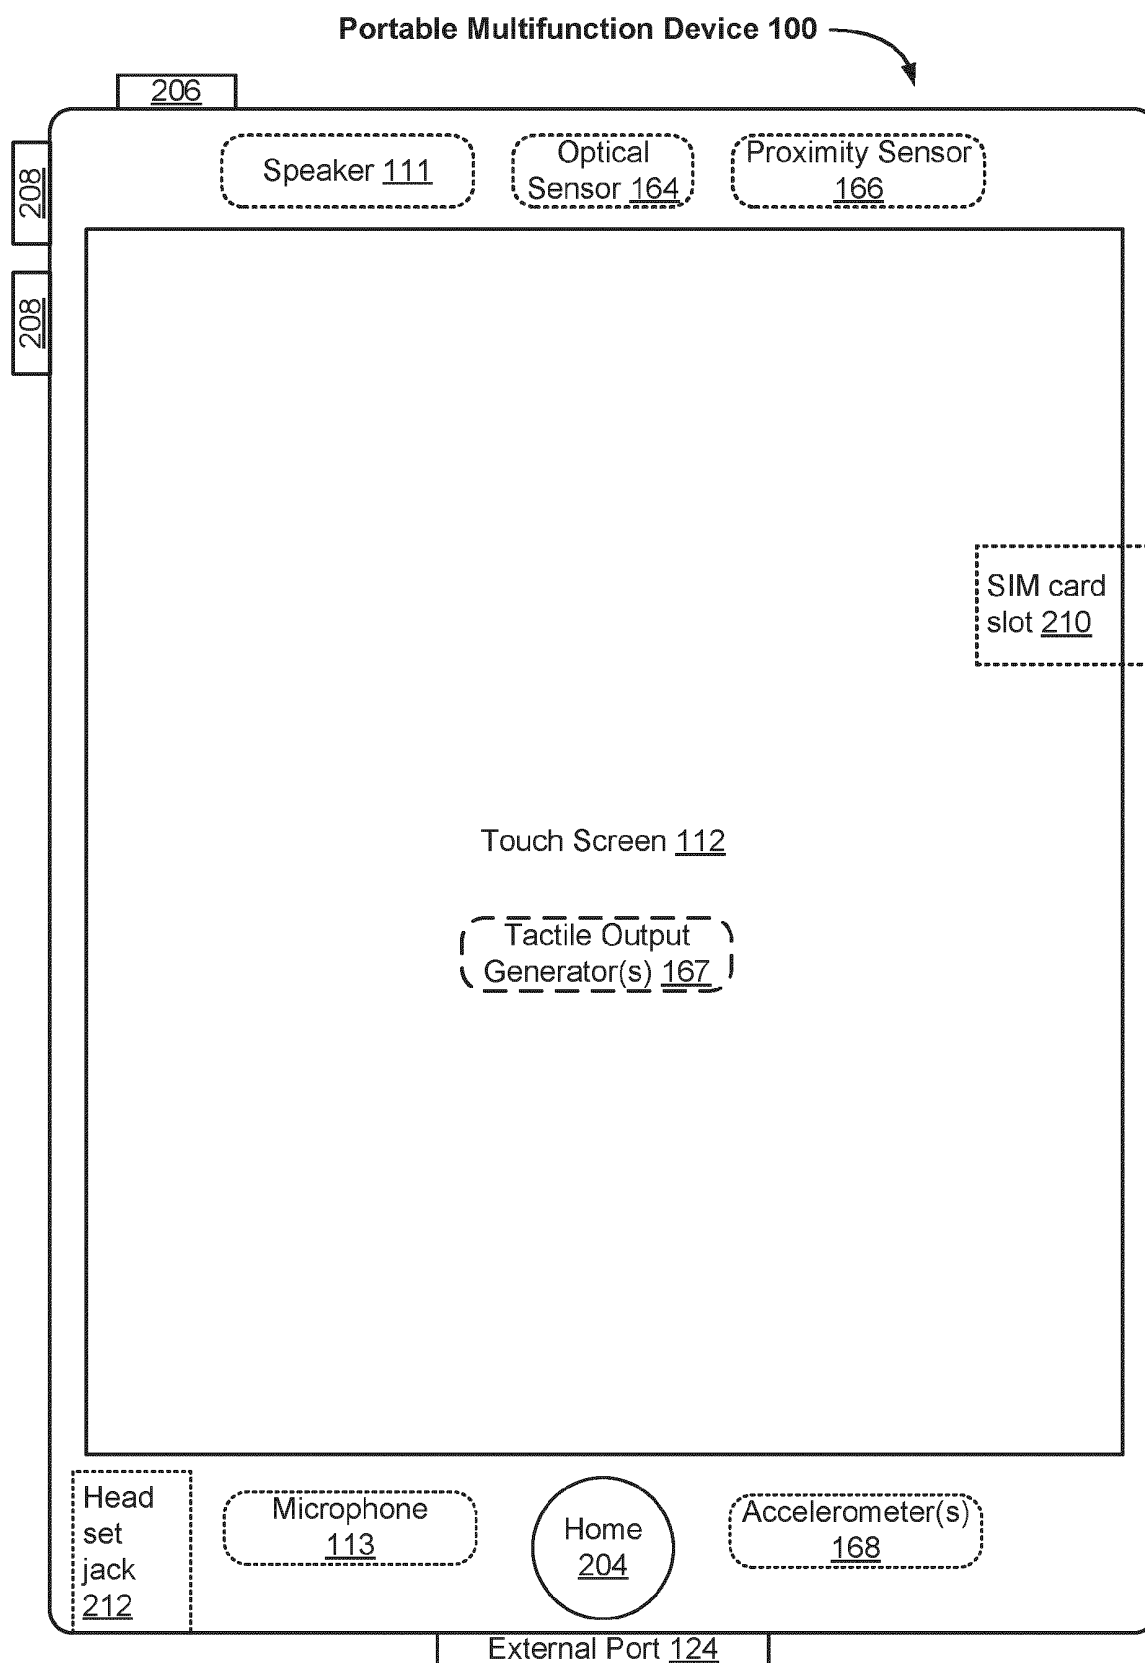 Portable Multifunction Device 100
206
Speaker 111
Optical
Sensor 164
Proximity Sensor
166
208
208
SIM card
slot 210
Touch Screen 112
Tactile Output
Generator(s) 167
Head
set
jack
212
Microphone
113
Home
204
Accelerometer(s)
168
External Port 124